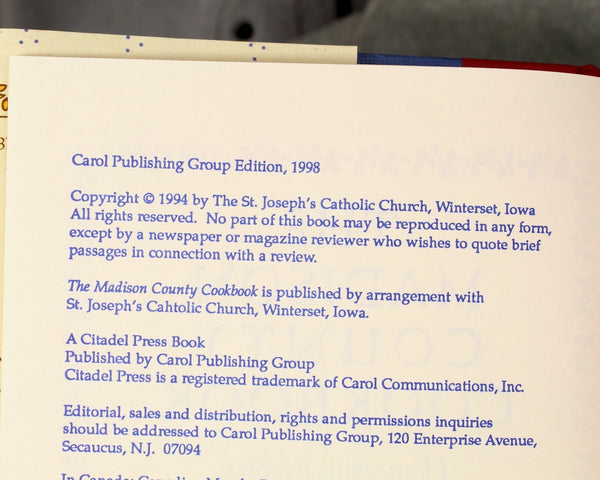 Carol Publishing Group Edition, 1998
Copyright © 1994 by The St. Joseph's Catholic Church, Winterset, Iowa
All rights reserved. No part of this book may be reproduced in any form,
except by a newspaper or magazine reviewer who wishes to quote brief
passages in connection with a review.
The Madison County Cookbook is published by arrangement with
St. Joseph's Cahtolic Church, Winterset, Iowa.
A Citadel Press Book
Published by Carol Publishing Group
Citadel Press is a registered trademark of Carol Communications, Inc.
Editorial, sales and distribution, rights and permissions inquiries
should be addressed to Carol Publishing Group, 120 Enterprise Avenue,
Secaucus, N.J. 07094